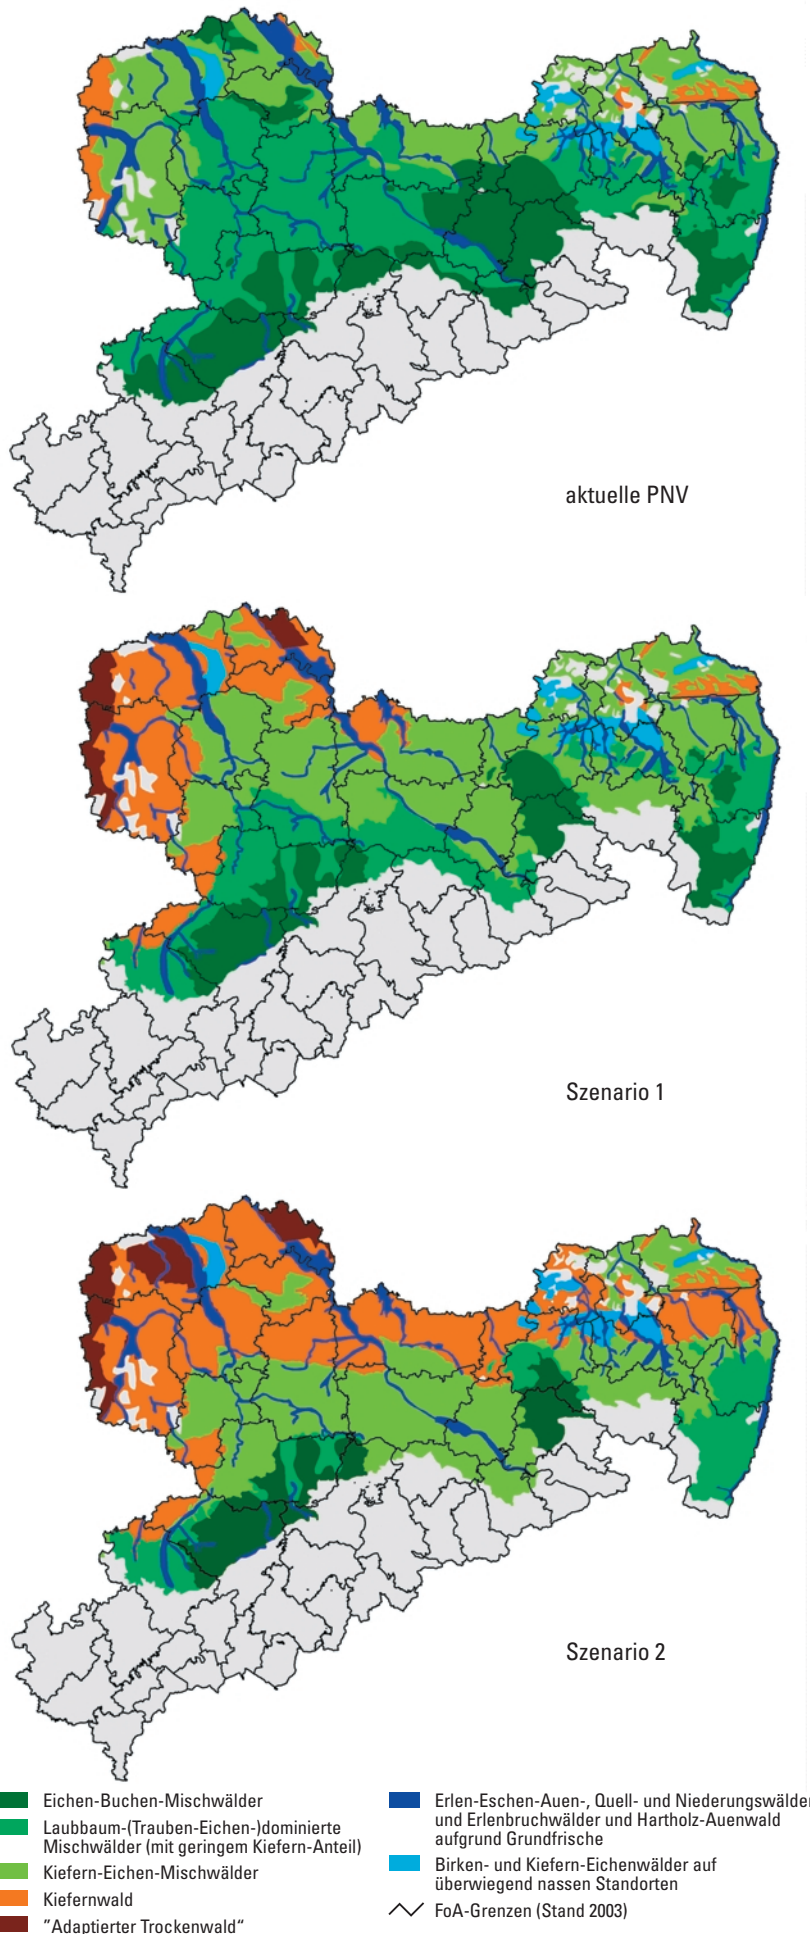 aktuelle PNV
Szenario 1
Szenario 2
Eichen-Buchen-Mischwälder
Laubbaum-(Trauben-Eichen-)dominierte
Mischwälder (mit geringem Kiefern-Anteil)
Kiefern-Eichen-Mischwälder
Kiefernwald
"Adaptierter Trockenwald"
Erlen-Eschen-Auen-, Quell- und Niederungswälder
und Erlenbruchwälder und Hartholz-Auenwald
aufgrund Grundfrische
Birken- und Kiefern-Eichenwälder auf
überwiegend nassen Standorten
FoA-Grenzen (Stand 2003)